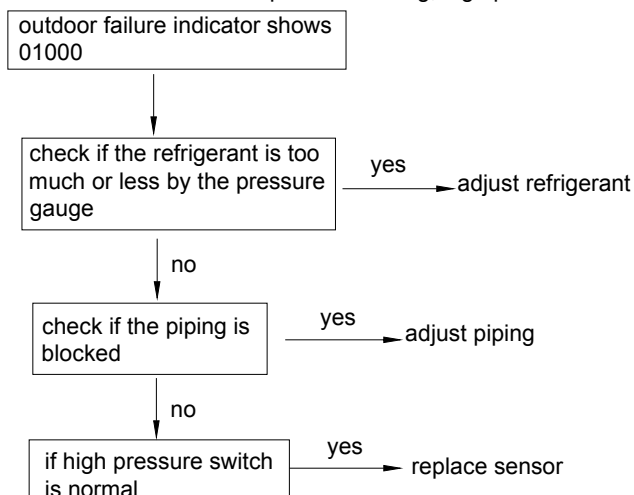 outdoor failure indicator shows
01000
check if the refrigerant is too
much or less by the pressure
gauge
yes
adjust refrigerant
no
check if the piping is
blocked
yes
adjust piping
no
if high pressure switch
is normal
yes
replace sensor